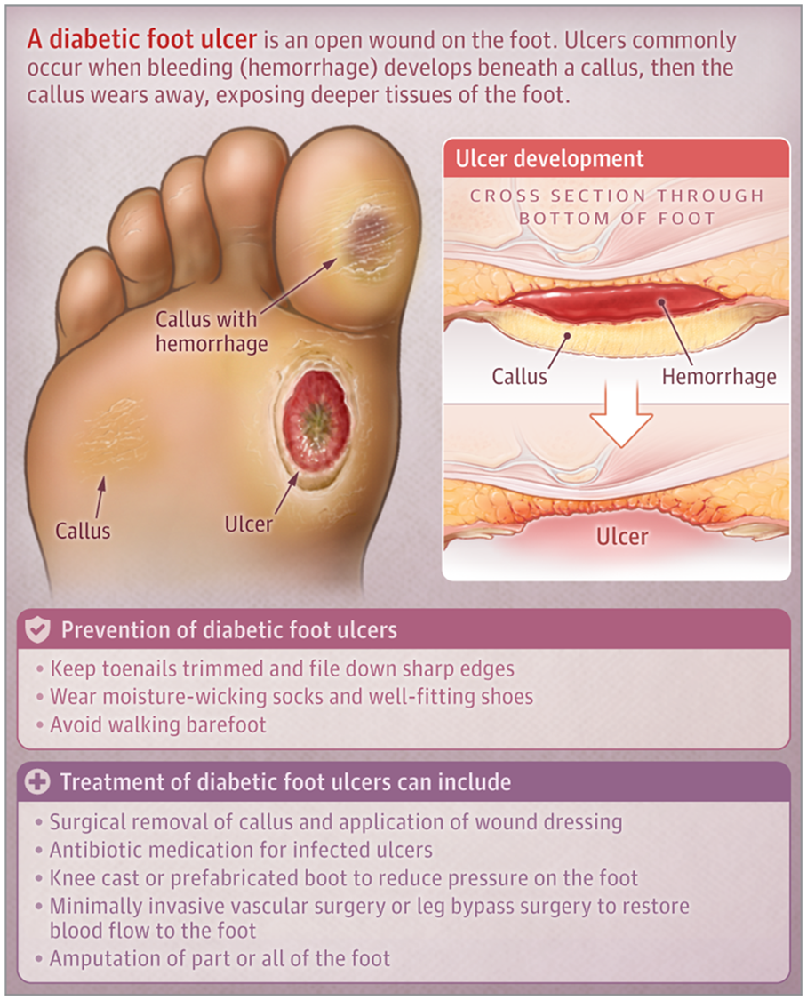 A diabetic foot ulcer is an open wound on the foot. Ulcers commonly
occur when bleeding (hemorrhage) develops beneath a callus, then the
callus wears away, exposing deeper tissues of the foot.
Callus with
hemorrhage
Callus
Ulcer
Ulcer development
CROSS SECTION THROUGH
BOTTOM OF FOOT
Callus
Hemorrhage
Ulcer
Prevention of diabetic foot ulcers
• Keep toenails trimmed and file down sharp edges
• Wear moisture-wicking socks and well-fitting shoes
• Avoid walking barefoot
Treatment of diabetic foot ulcers can include
• Surgical removal of callus and application of wound dressing
• Antibiotic medication for infected ulcers
• Knee cast or prefabricated boot to reduce pressure on the foot
• Minimally invasive vascular surgery or leg bypass surgery to restore
blood flow to the foot
• Amputation of part or all of the foot